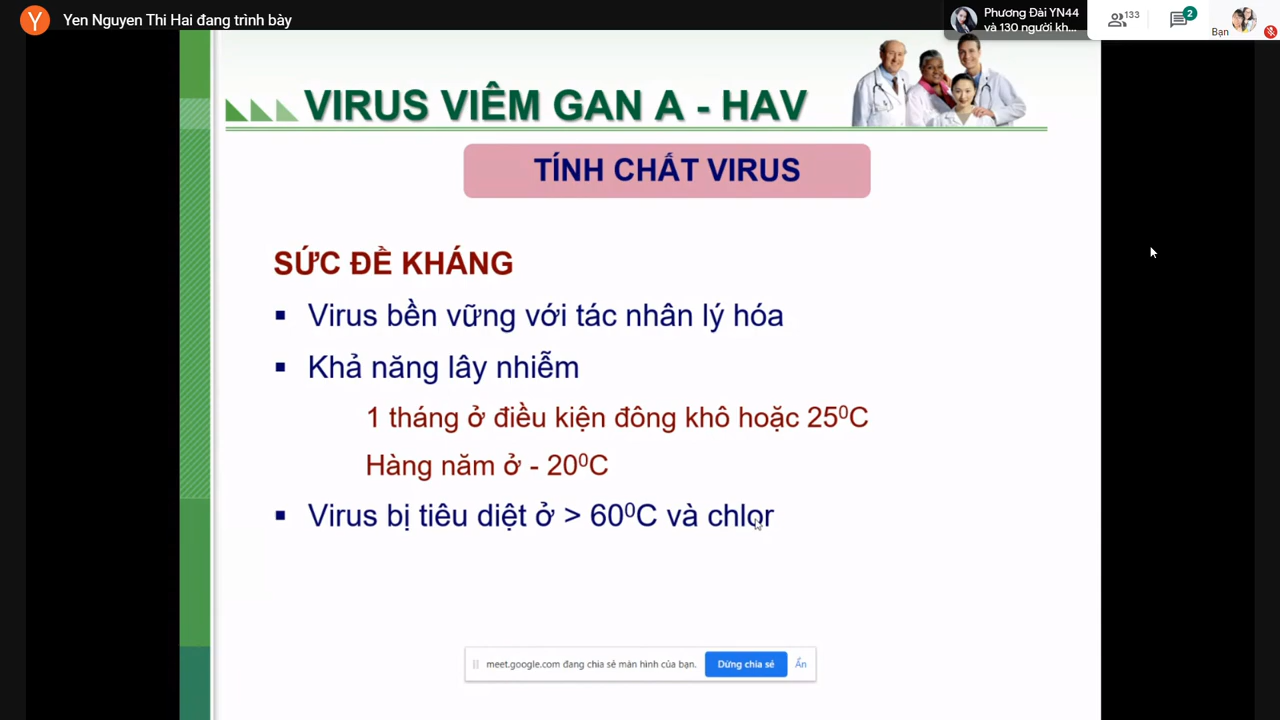 Y Yen Nguyen Thi Hai đang trình bày
Phương Đài YN44
và 130 người kh...
133
2
Bạn
VIRUS VIÊM GAN A - HAV
TÍNH CHẤT VIRUS
SỨC ĐỀ KHÁNG
▪ Virus bền vững với tác nhân lý hóa
▪ Khả năng lây nhiễm
1 tháng ở điều kiện đông khô hoặc 25⁰C
Hàng năm ở - 20⁰C
▪ Virus bị tiêu diệt ở > 60⁰C và chlor
meet.google.com đang chia sẻ màn hình của bạn. Dừng chia sẻ Ẩn